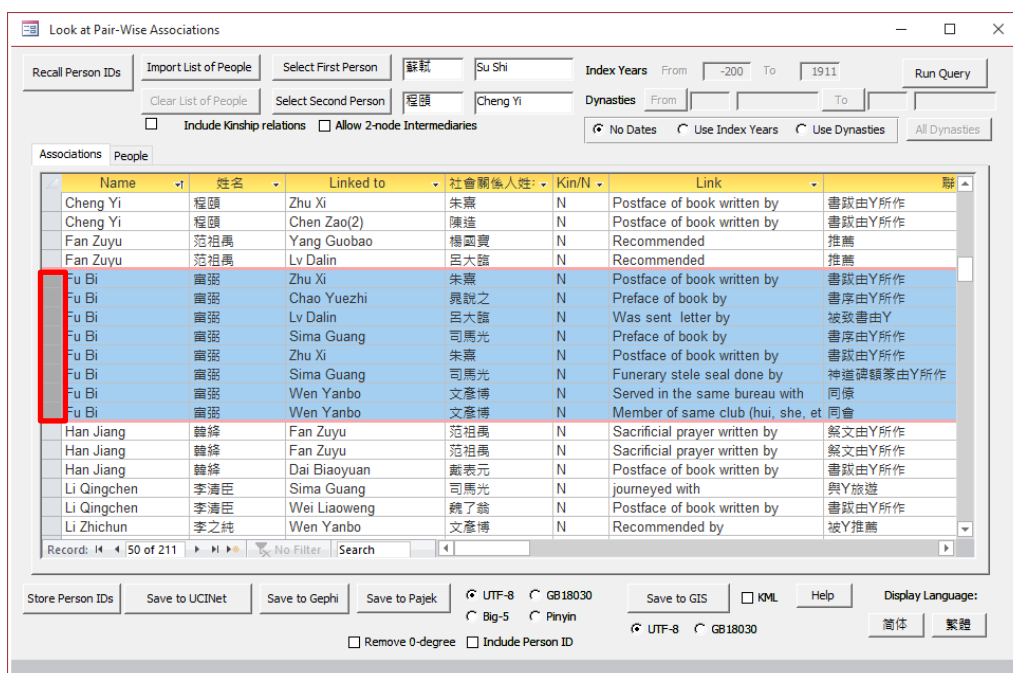 Look at Pair-Wise Associations
Recall Person IDs Import List of People Select First Person 蘇軾 Su Shi Index Years From -200 To 1911 Run Query
Clear List of People Select Second Person 程頤 Cheng Yi Dynasties From To
Include Kinship relations Allow 2-node Intermediaries No Dates Use Index Years Use Dynasties All Dynasties
Associations People
Name 姓名 Linked to 社會關係人姓 Kin/N Link 聯
Cheng Yi 程頤 Zhu Xi 朱熹 N Postface of book written by 書跋由Y所作
Cheng Yi 程頤 Chen Zao(2) 陳造 N Postface of book written by 書跋由Y所作
Fan Zuyu 范祖禹 Yang Guobao 楊國寶 N Recommended 推薦
Fan Zuyu 范祖禹 Lv Dalin 呂大臨 N Recommended 推薦
Fu Bi 富弼 Zhu Xi 朱熹 N Postface of book written by 書跋由Y所作
Fu Bi 富弼 Chao Yuezhi 晁說之 N Preface of book by 書序由Y所作
Fu Bi 富弼 Lv Dalin 呂大臨 N Was sent letter by 被致書由Y
Fu Bi 富弼 Sima Guang 司馬光 N Preface of book by 書序由Y所作
Fu Bi 富弼 Zhu Xi 朱熹 N Postface of book written by 書跋由Y所作
Fu Bi 富弼 Sima Guang 司馬光 N Funerary stele seal done by 神道碑額篆由Y所作
Fu Bi 富弼 Wen Yanbo 文彥博 N Served in the same bureau with 同僚
Fu Bi 富弼 Wen Yanbo 文彥博 N Member of same club (hui, she, et 同會
Han Jiang 韓絳 Fan Zuyu 范祖禹 N Sacrificial prayer written by 祭文由Y所作
Han Jiang 韓絳 Fan Zuyu 范祖禹 N Sacrificial prayer written by 祭文由Y所作
Han Jiang 韓絳 Dai Biaoyuan 戴表元 N Postface of book written by 書跋由Y所作
Li Qingchen 李清臣 Sima Guang 司馬光 N journeyed with 與Y旅遊
Li Qingchen 李清臣 Wei Liaoweng 魏了翁 N Postface of book written by 書跋由Y所作
Li Zhichun 李之純 Wen Yanbo 文彥博 N Recommended by 被Y推薦
Record: 50 of 211 No Filter Search
Store Person IDs Save to UCINet Save to Gephi Save to Pajek UTF-8 GB18030 Save to GIS KML Help Display Language:
Big-5 Pinyin UTF-8 GB18030 简体 繁體
Remove 0-degree Include Person ID